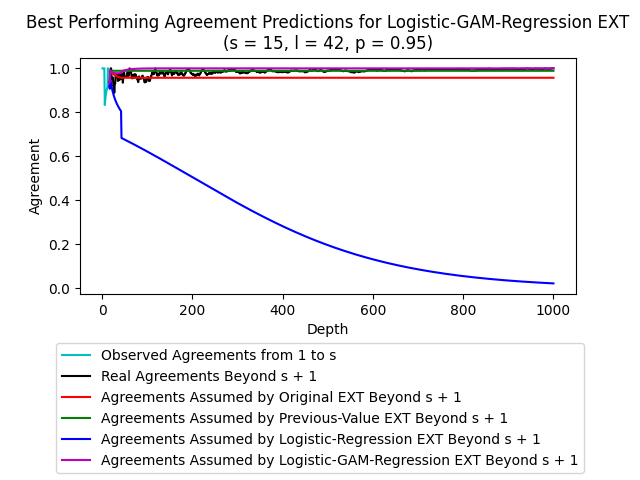 Best Performing Agreement Predictions for Logistic-GAM-Regression EXT
(s = 15, l = 42, p = 0.95)
1.0
0.8
0.6
0.4
0.2
0.0
Agreement
0 200 400 600 800 1000
Depth
Observed Agreements from 1 to s
Real Agreements Beyond s + 1
Agreements Assumed by Original EXT Beyond s + 1
Agreements Assumed by Previous-Value EXT Beyond s + 1
Agreements Assumed by Logistic-Regression EXT Beyond s + 1
Agreements Assumed by Logistic-GAM-Regression EXT Beyond s + 1